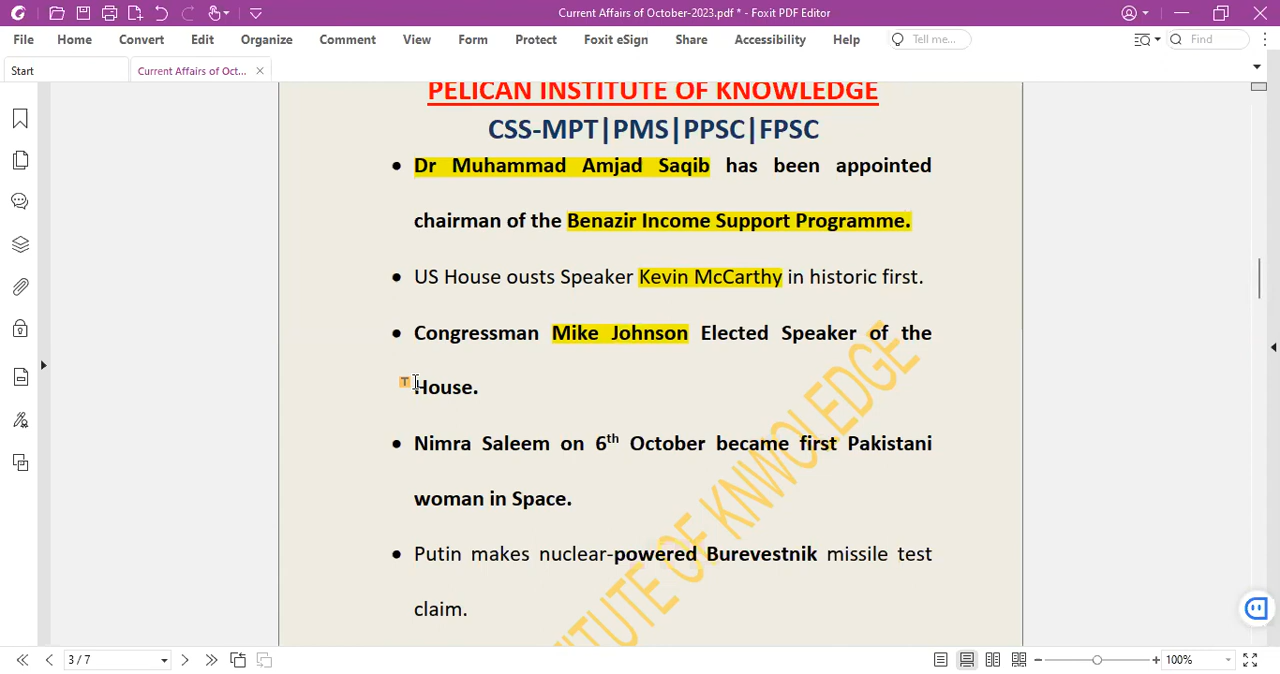 Current Affairs of October-2023.pdf * - Foxit PDF Editor
File Home Convert Edit Organize Comment View Form Protect Foxit eSign Share Accessibility Help Tell me... Find
Start Current Affairs of Oct...
PELICAN INSTITUTE OF KNOWLEDGE
CSS-MPT|PMS|PPSC|FPSC
• Dr Muhammad Amjad Saqib has been appointed
chairman of the Benazir Income Support Programme.
• US House ousts Speaker Kevin McCarthy in historic first.
• Congressman Mike Johnson Elected Speaker of the
T House.
• Nimra Saleem on 6th October became first Pakistani
woman in Space.
• Putin makes nuclear-powered Burevestnik missile test
claim.
ITUTE OF KNWOLEDGE
3 / 7 100%